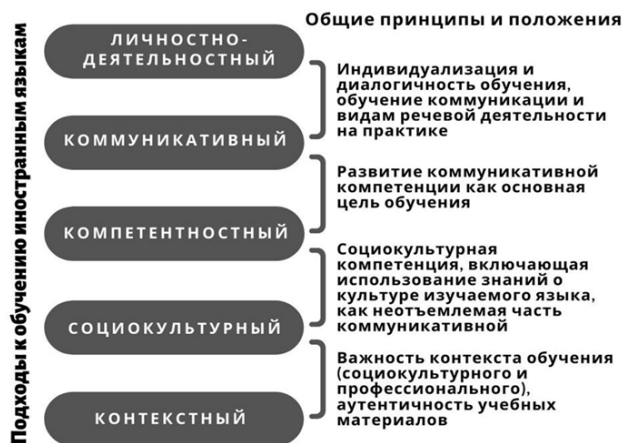 Подходы к обучению иностранным языкам
Общие принципы и положения
ЛИЧНОСТНО-
ДЕЯТЕЛЬНОСТНЫЙ
Индивидуализация и
диалогичность обучения,
обучение коммуникации и
видам речевой деятельности
на практике
КОММУНИКАТИВНЫЙ
Развитие коммуникативной
компетенции как основная
цель обучения
КОМПЕТЕНТНОСТНЫЙ
Социокультурная
компетенция, включающая
использование знаний о
культуре изучаемого языка,
как неотъемлемая часть
коммуникативной
СОЦИОКУЛЬТУРНЫЙ
Важность контекста обучения
(социокультурного и
профессионального),
аутентичность учебных
материалов
КОНТЕКСТНЫЙ